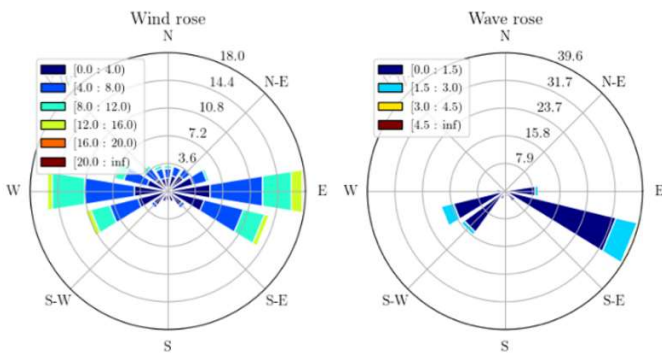 Wind rose
N
18.0
14.4
N-E
10.8
7.2
3.6
[0.0 : 4.0)
[4.0 : 8.0)
[8.0 : 12.0)
[12.0 : 16.0)
[16.0 : 20.0)
[20.0 : inf)
W
E
S-W
S-E
S
Wave rose
N
39.6
31.7
N-E
23.7
15.8
7.9
[0.0 : 1.5)
[1.5 : 3.0)
[3.0 : 4.5)
[4.5 : inf)
W
E
S-W
S-E
S